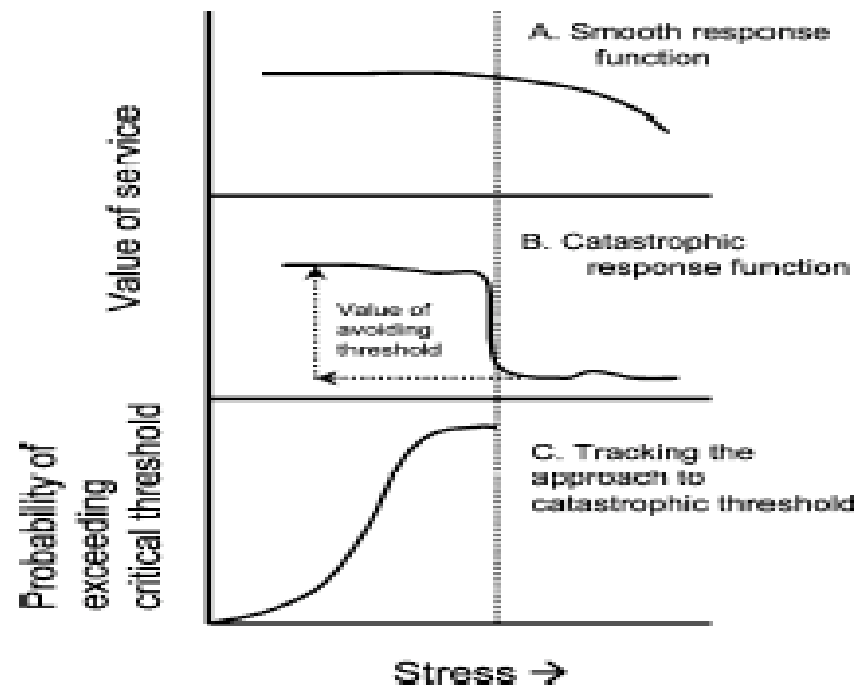 A. Smooth response
function
Value of service
B. Catastrophic
response function
Value of
avoiding
threshold
Probability of
exceeding
critical threshold
C. Tracking the
approach to
catastrophic threshold
Stress →